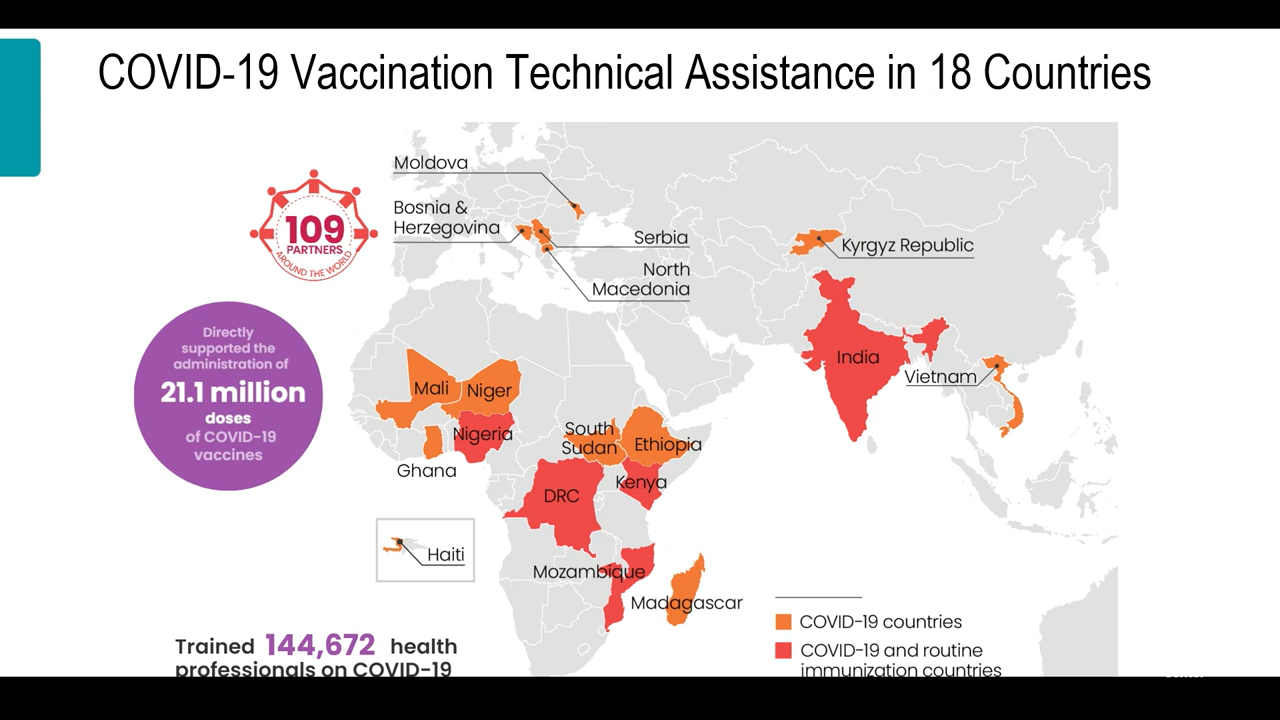 COVID-19 Vaccination Technical Assistance in 18 Countries
109
PARTNERS
AROUND THE WORLD
Directly
supported the
administration of
21.1 million
doses
of COVID-19
vaccines
Moldova
Bosnia &
Herzegovina
Serbia
North
Macedonia
Kyrgyz Republic
India
Vietnam
Mali
Niger
Nigeria
Ghana
South
Sudan
Ethiopia
DRC
Kenya
Haiti
Mozambique
Madagascar
Trained 144,672 health
professionals on COVID-19
COVID-19 countries
COVID-19 and routine
immunization countries